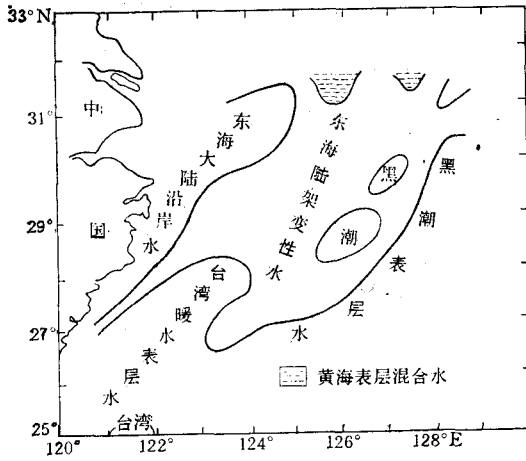 33°N
31°
29°
27°
25°
中国
东海大陆沿岸水
东海陆架变性水
黑潮
黑潮表层水
台湾暖水表层水
黄海表层混合水
台湾
120°
122°
124°
126°
128°E